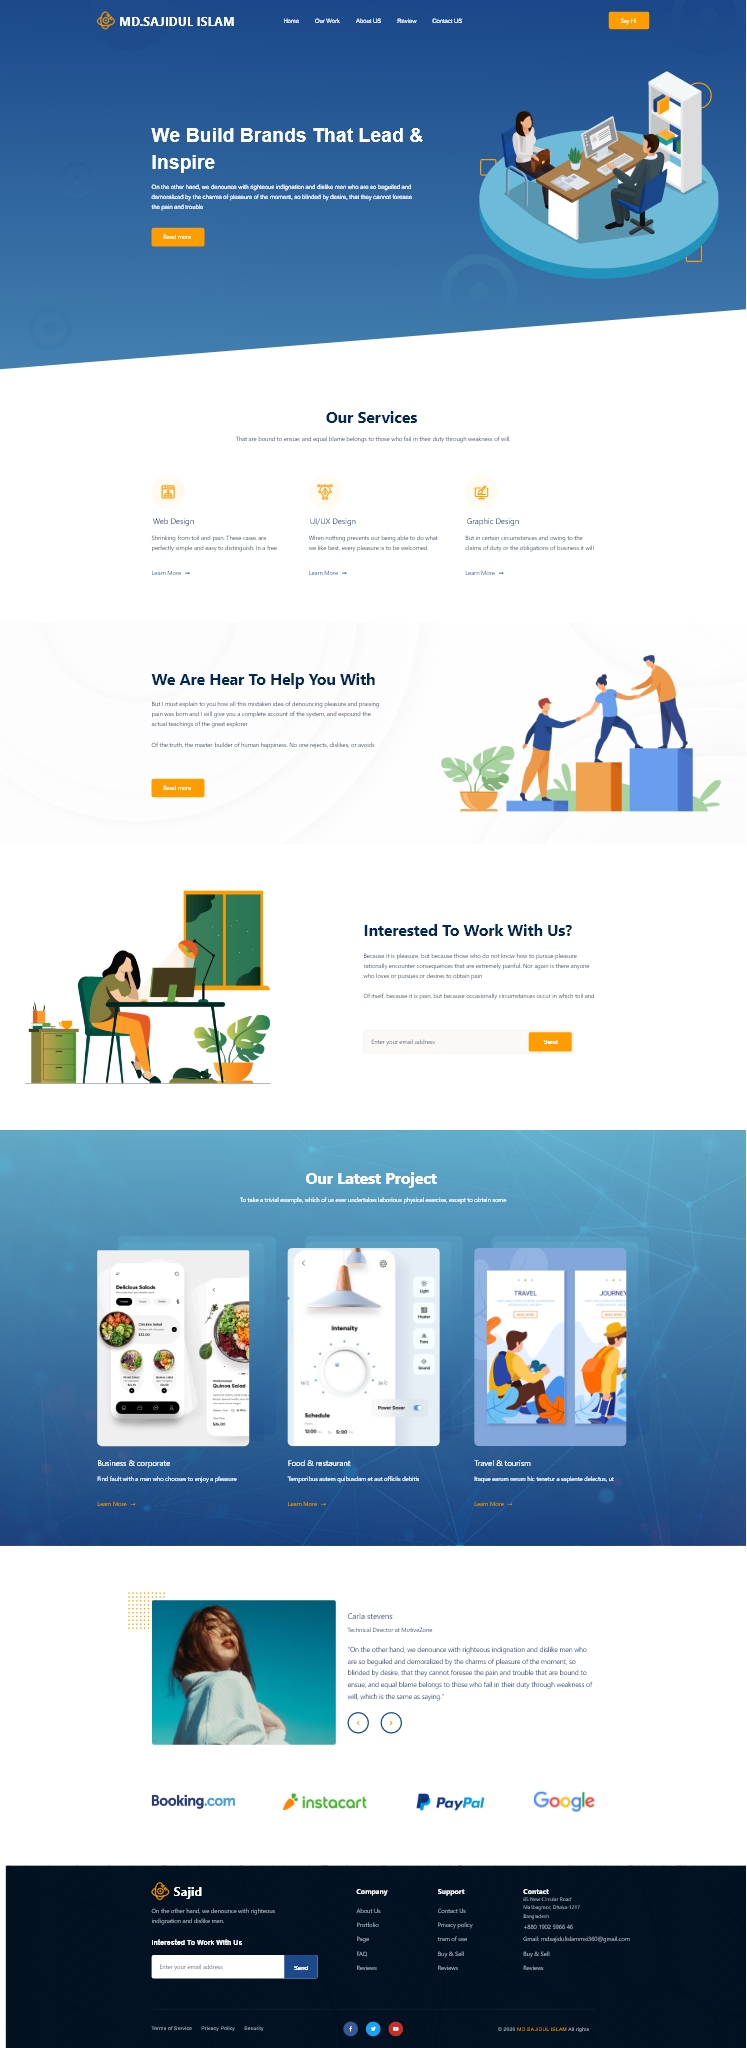 MD.SAJIDUL ISLAM
Home
Our Work
About US
Review
Contact US
Say Hi
We Build Brands That Lead &
Inspire
On the other hand, we denounce with righteous indignation and dislike men who are so beguiled and
demoralized by the charms of pleasure of the moment, so blinded by desire, that they cannot foresee
the pain and trouble
Read more
Our Services
That are bound to ensue; and equal blame belongs to those who fail in their duty through weakness of will,
Web Design
Shrinking from toil and pain. These cases are
perfectly simple and easy to distinguish. In a free
Learn More →
UI/UX Design
When nothing prevents our being able to do what
we like best, every pleasure is to be welcomed
Learn More →
Graphic Design
But in certain circumstances and owing to the
claims of duty or the obligations of business it will
Learn More →
We Are Hear To Help You With
But I must explain to you how all this mistaken idea of denouncing pleasure and praising
pain was born and I will give you a complete account of the system, and expound the
actual teachings of the great explorer
Of the truth, the master-builder of human happiness. No one rejects, dislikes, or avoids
Read more
Interested To Work With Us?
Because it is pleasure, but because those who do not know how to pursue pleasure
rationally encounter consequences that are extremely painful. Nor again is there anyone
who loves or pursues or desires to obtain pain
Of itself, because it is pain, but because occasionally circumstances occur in which toil and
Enter your email address
Send
Our Latest Project
To take a trivial example, which of us ever undertakes laborious physical exercise, except to obtain some
Delicious Salads
Chicken Salad
$32.00
Quinoa Salad
$36.00
Intensity
Light
Heater
Fans
Sound
Schedule
12:00
5:00
Power Saver
TRAVEL
READ MORE
JOURNEY
READ MORE
Business & corporate
Find fault with a man who chooses to enjoy a pleasure
Learn More →
Food & restaurant
Temporibus autem quibusdam et aut officiis debitis
Learn More →
Travel & tourism
Itaque earum rerum hic tenetur a sapiente delectus, ut
Learn More →
Carla stevens
Technical Director at MotiveZone
"On the other hand, we denounce with righteous indignation and dislike men who
are so beguiled and demoralized by the charms of pleasure of the moment, so
blinded by desire, that they cannot foresee the pain and trouble that are bound to
ensue; and equal blame belongs to those who fail in their duty through weakness of
will, which is the same as saying."
Booking.com
instacart
PayPal
Google
Sajid
On the other hand, we denounce with righteous
indignation and dislike men.
Interested To Work With Us
Enter your email address
Send
Company
About Us
Protfolio
Page
FAQ
Reviews
Support
Contact Us
Privacy policy
tram of use
Buy & Sell
Reviews
Contact
85 New Circular Road
Malibagmor, Dhaka-1217
Bangladesh
+880 1902 5966 46
Gmail: mdsajidulislammsi360@gmail.com
Buy & Sell
Reviews
Terms of Service
Privacy Policy
Security
© 2020 MD.SAJIDUL ISLAM All rights